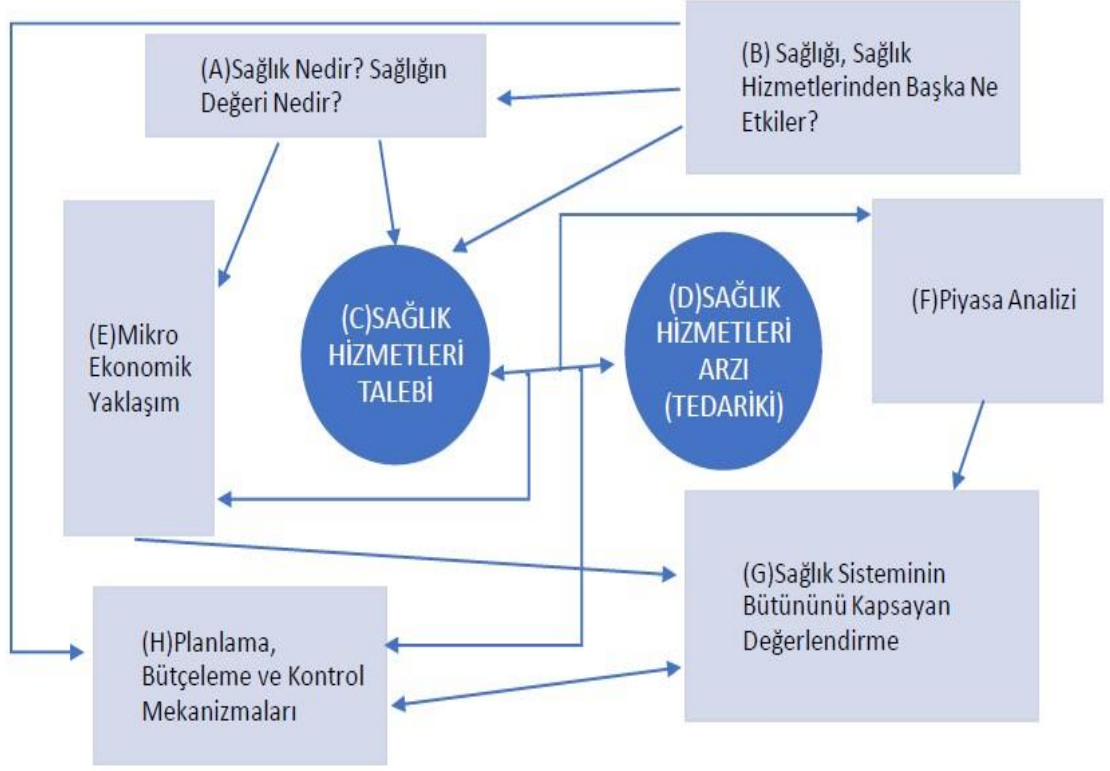 (A)Sağlık Nedir? Sağlığın
Değeri Nedir?
(B) Sağlığı, Sağlık
Hizmetlerinden Başka Ne
Etkiler?
(C)SAĞLIK
HİZMETLERİ
TALEBİ
(D)SAĞLIK
HİZMETLERİ
ARZI
(TEDARİKİ)
(E)Mikro
Ekonomik
Yaklaşım
(F)Piyasa Analizi
(G)Sağlık Sisteminin
Bütününü Kapsayan
Değerlendirme
(H)Planlama,
Bütçeleme ve Kontrol
Mekanizmaları